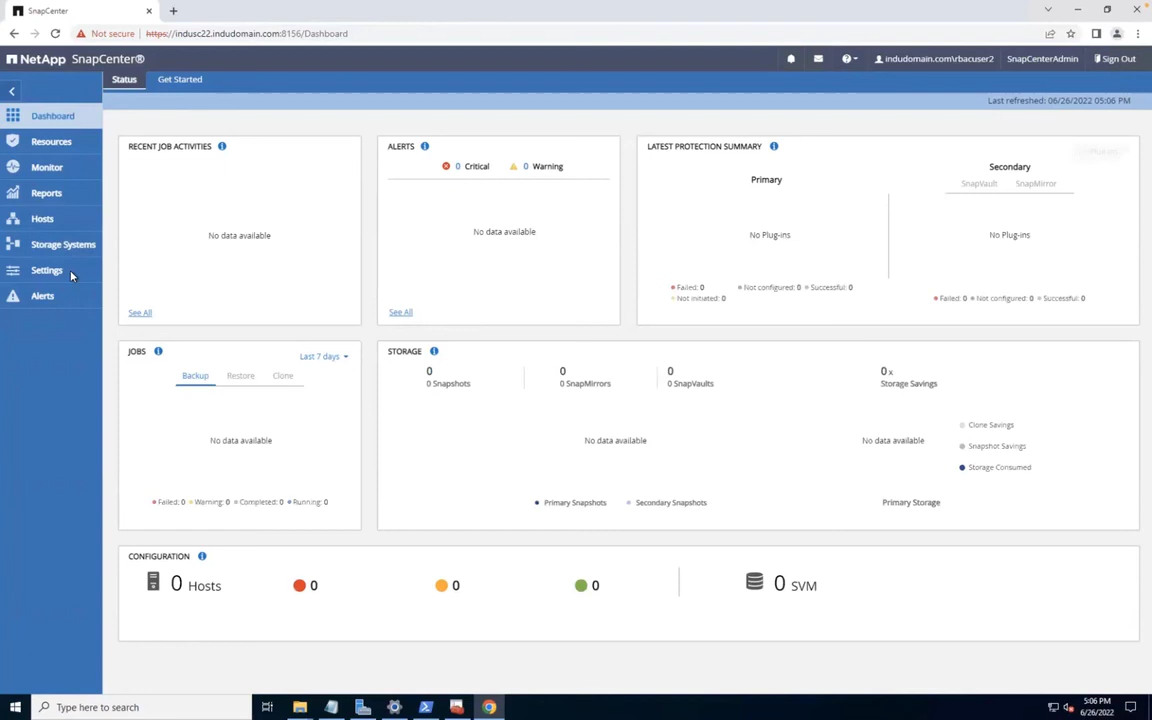 SnapCenter
Not secure https://indusc22.indudomain.com:8156/Dashboard
NetApp SnapCenter®
indudomain.com\rbacuser2 SnapCenterAdmin Sign Out
Status Get Started
Last refreshed: 06/26/2022 05:06 PM
Dashboard
Resources
Monitor
Reports
Hosts
Storage Systems
Settings
Alerts
RECENT JOB ACTIVITIES
No data available
See All
ALERTS
0 Critical 0 Warning
No data available
See All
LATEST PROTECTION SUMMARY
Primary
No Plug-ins
Failed: 0 Not configured: 0 Successful: 0
Not initiated: 0
Secondary
SnapVault SnapMirror
No Plug-ins
Failed: 0 Not configured: 0 Successful: 0
JOBS
Last 7 days
Backup Restore Clone
No data available
Failed: 0 Warning: 0 Completed: 0 Running: 0
STORAGE
0 0 0 0 x
0 Snapshots 0 SnapMirrors 0 SnapVaults Storage Savings
No data available
No data available
Clone Savings
Snapshot Savings
Storage Consumed
Primary Snapshots Secondary Snapshots
Primary Storage
CONFIGURATION
0 Hosts 0 0 0 0 SVM
Type here to search
5:06 PM
6/26/2022